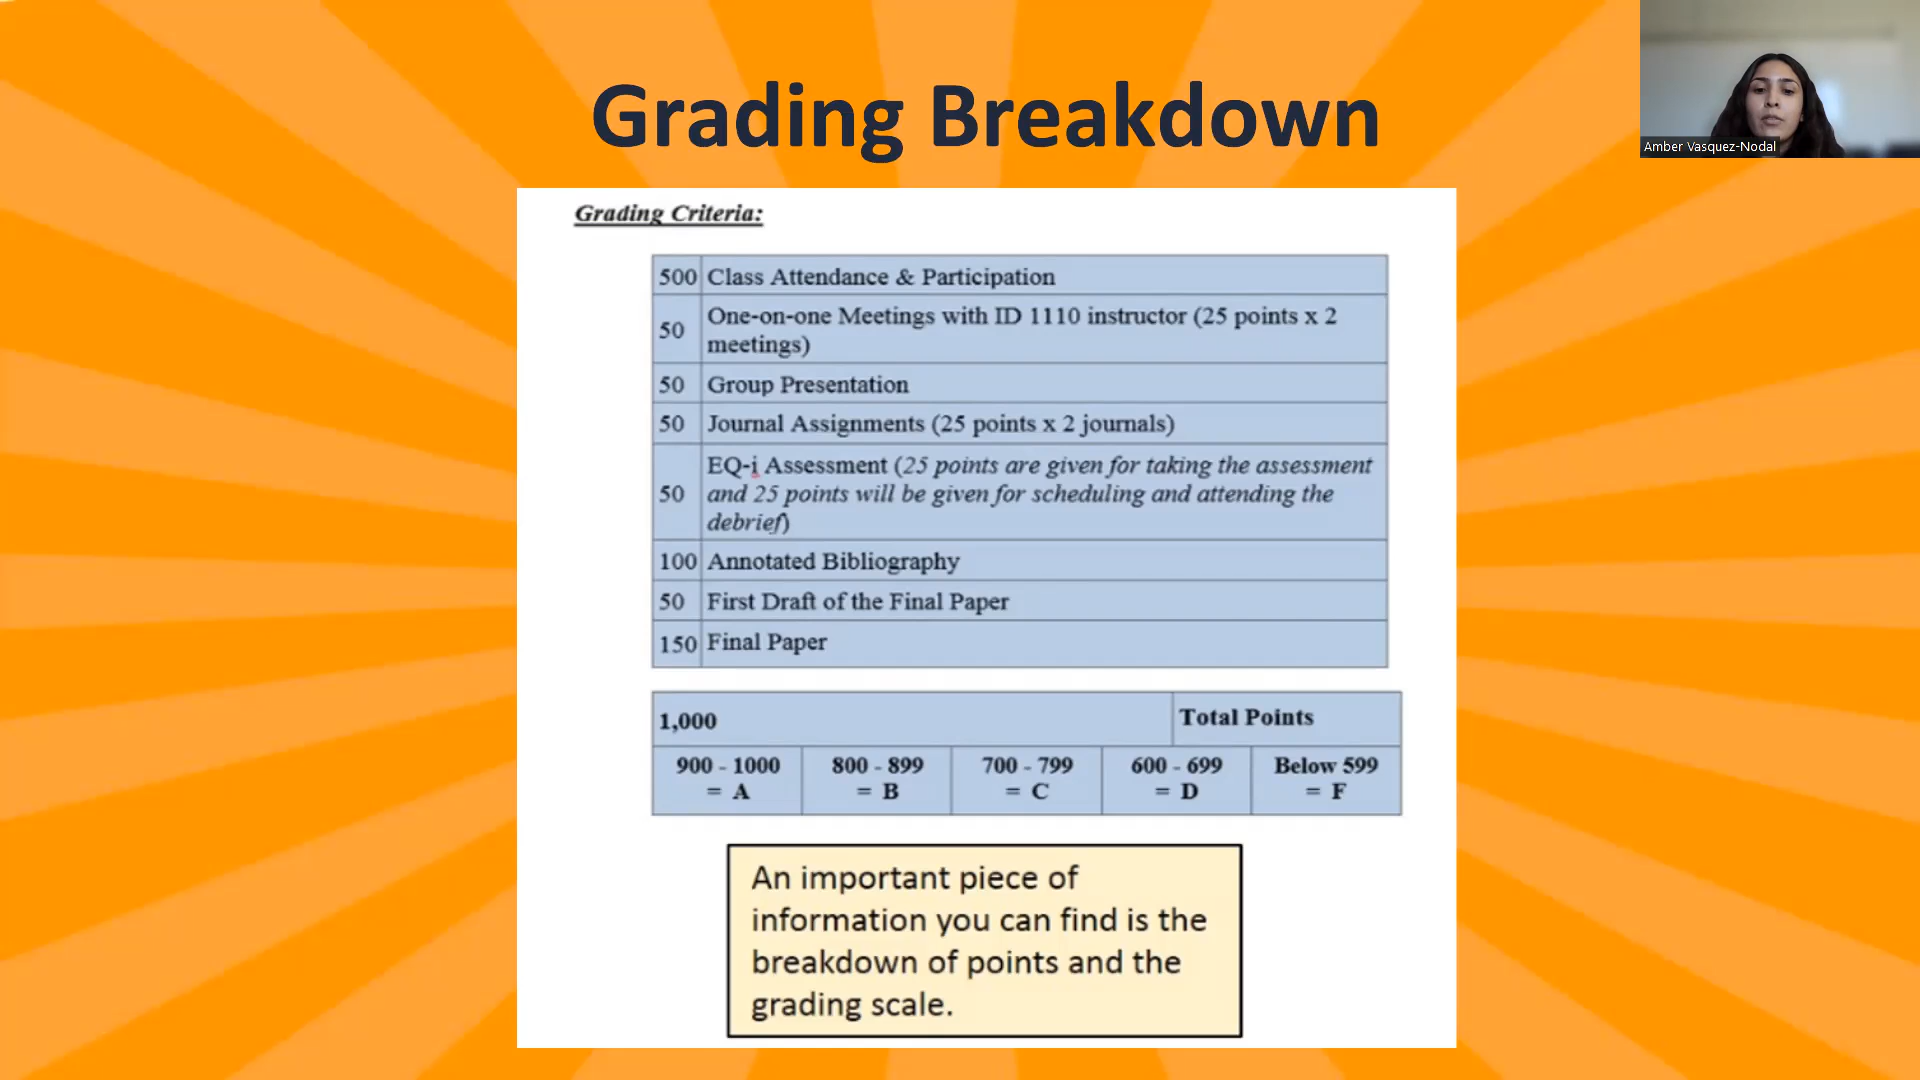 Grading Breakdown
Amber Vasquez-Nodal
Grading Criteria:
500 Class Attendance & Participation
50 One-on-one Meetings with ID 1110 instructor (25 points x 2
meetings)
50 Group Presentation
50 Journal Assignments (25 points x 2 journals)
50 EQ-i Assessment (25 points are given for taking the assessment
and 25 points will be given for scheduling and attending the
debrief)
100 Annotated Bibliography
50 First Draft of the Final Paper
150 Final Paper
1,000 Total Points
900 - 1000 800 - 899 700 - 799 600 - 699 Below 599
= A = B = C = D = F
An important piece of
information you can find is the
breakdown of points and the
grading scale.